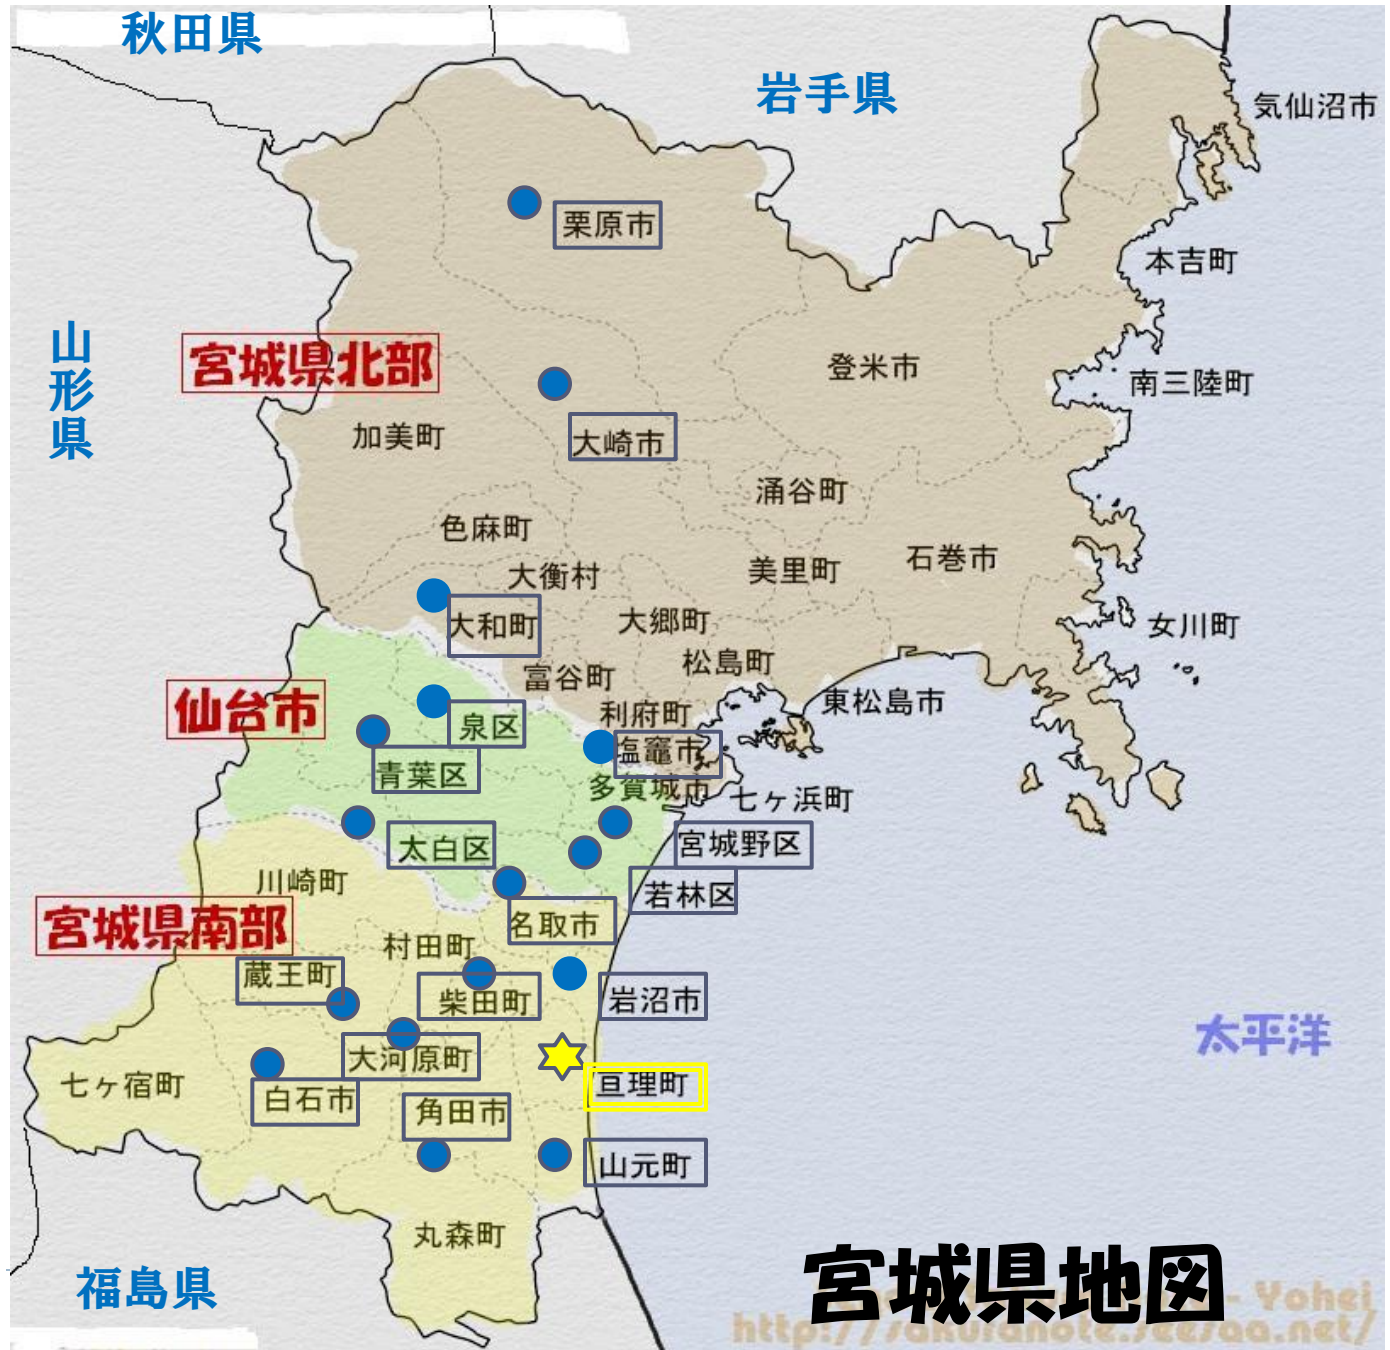 秋田県
岩手県
気仙沼市
栗原市
本吉町
山形県
宮城県北部
登米市
南三陸町
加美町
大崎市
涌谷町
色麻町
石巻市
大衡村
美里町
大和町
大郷町
女川町
松島町
富谷町
仙台市
東松島市
泉区
利府町
塩竈市
青葉区
多賀城市
七ヶ浜町
太白区
宮城野区
川崎町
若林区
宮城県南部
名取市
村田町
蔵王町
柴田町
岩沼市
太平洋
大河原町
七ヶ宿町
亘理町
白石市
角田市
山元町
丸森町
福島県
宮城県地図
- Yohei
http://sakuranote.seesaa.net/